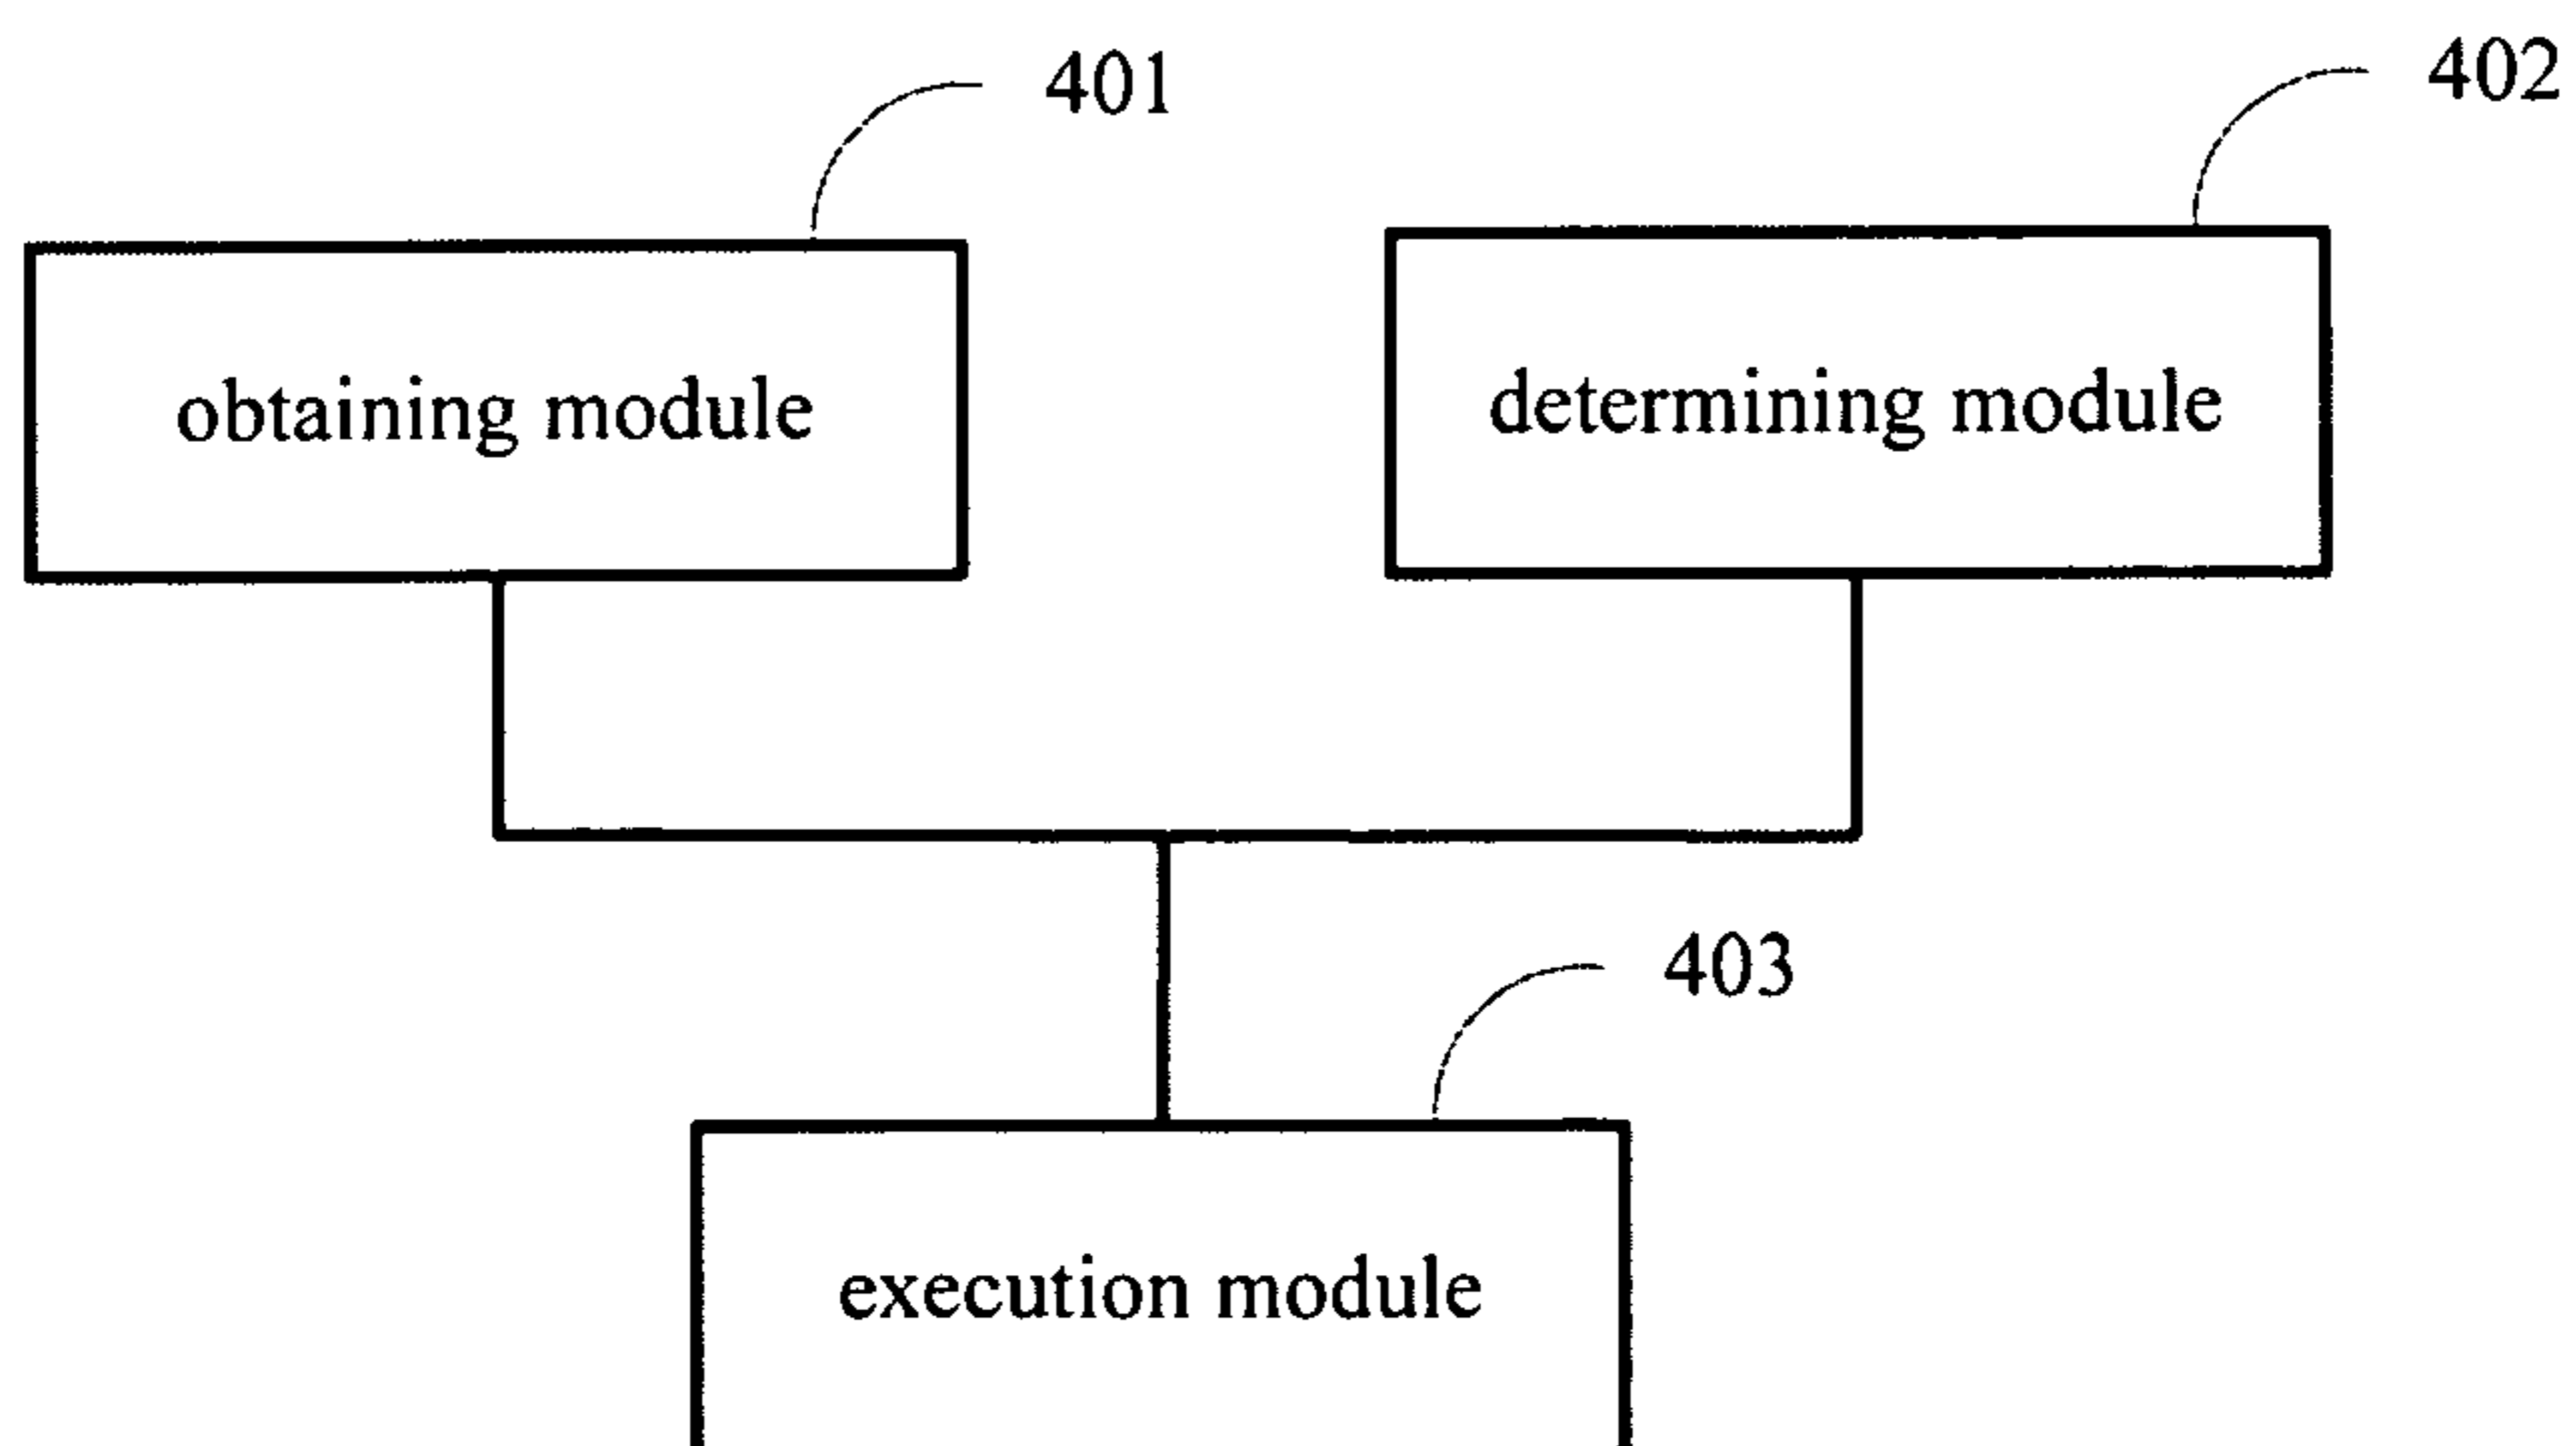 401
402
obtaining module
determining module
403
execution module